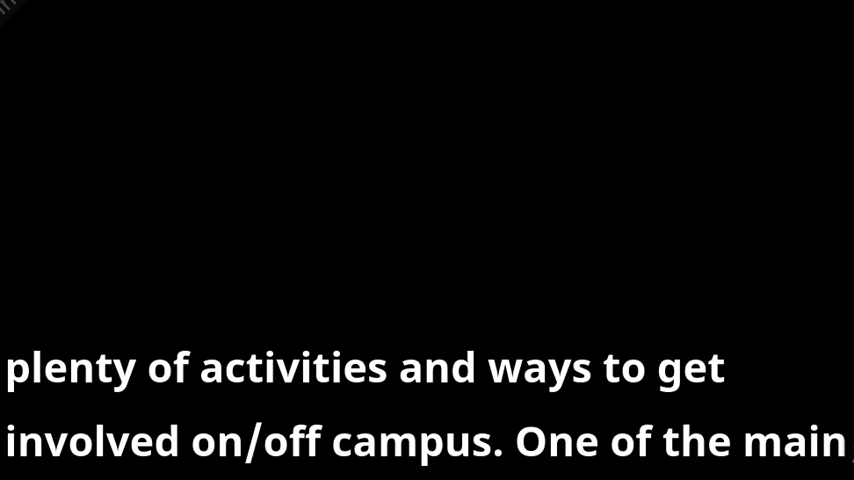 plenty of activities and ways to get
involved on/off campus. One of the main